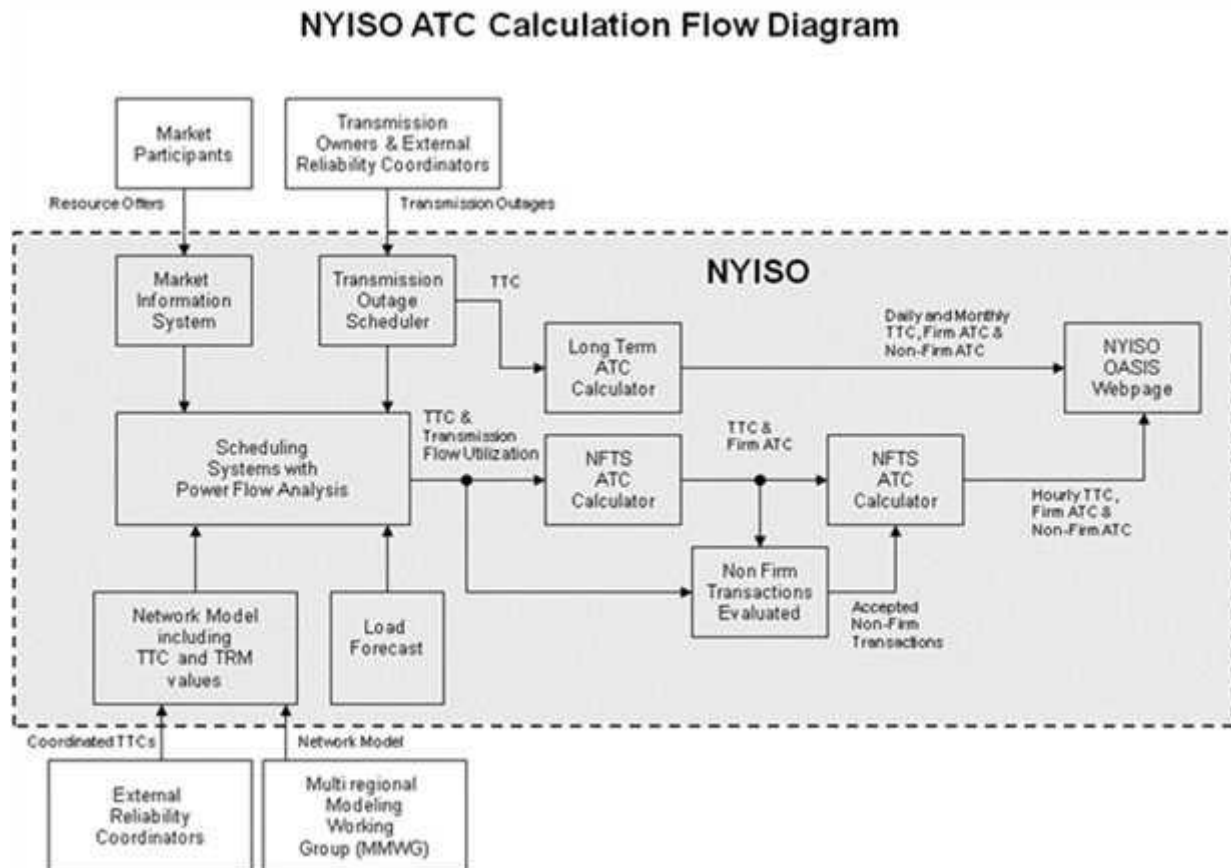 NYISO ATC Calculation Flow Diagram
Market
Participants
Transmission
Owners & External
Reliability Coordinators
Resource Offers
Transmission Outages
NYISO
Market
Information
System
Transmission
Outage
Scheduler
TTC
Long Term
ATC
Calculator
Daily and Monthly
TTC, Firm ATC &
Non-Firm ATC
NYISO
OASIS
Webpage
Scheduling
Systems with
Power Flow Analysis
TTC &
Transmission
Flow Utilization
NFTS
ATC
Calculator
TTC &
Firm ATC
NFTS
ATC
Calculator
Hourly TTC,
Firm ATC &
Non-Firm ATC
Non Firm
Transactions
Evaluated
Accepted
Non-Firm
Transactions
Network Model
including
TTC and TRM
values
Load
Forecast
Coordinated TTCs
Network Model
External
Reliability
Coordinators
Multi regional
Modeling
Working
Group (MMWG)